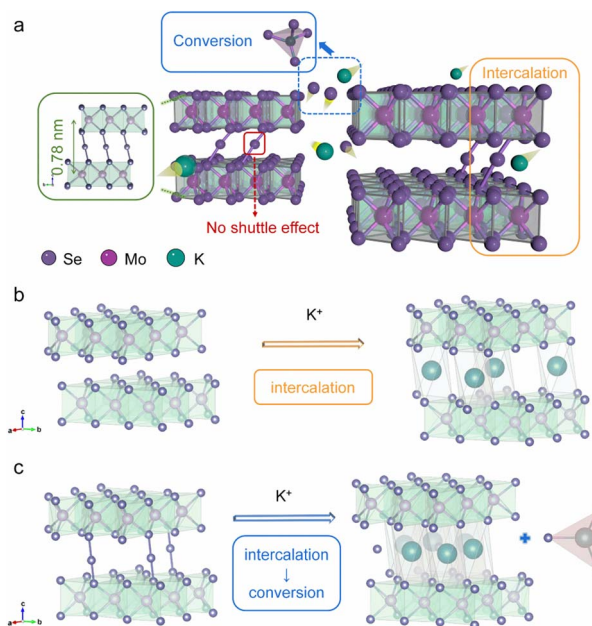 a
Conversion
Intercalation
0.78 nm
No shuttle effect
Se Mo K
b
K⁺
intercalation
c
a b
c
K⁺
intercalation
↓
conversion
+
c
a b